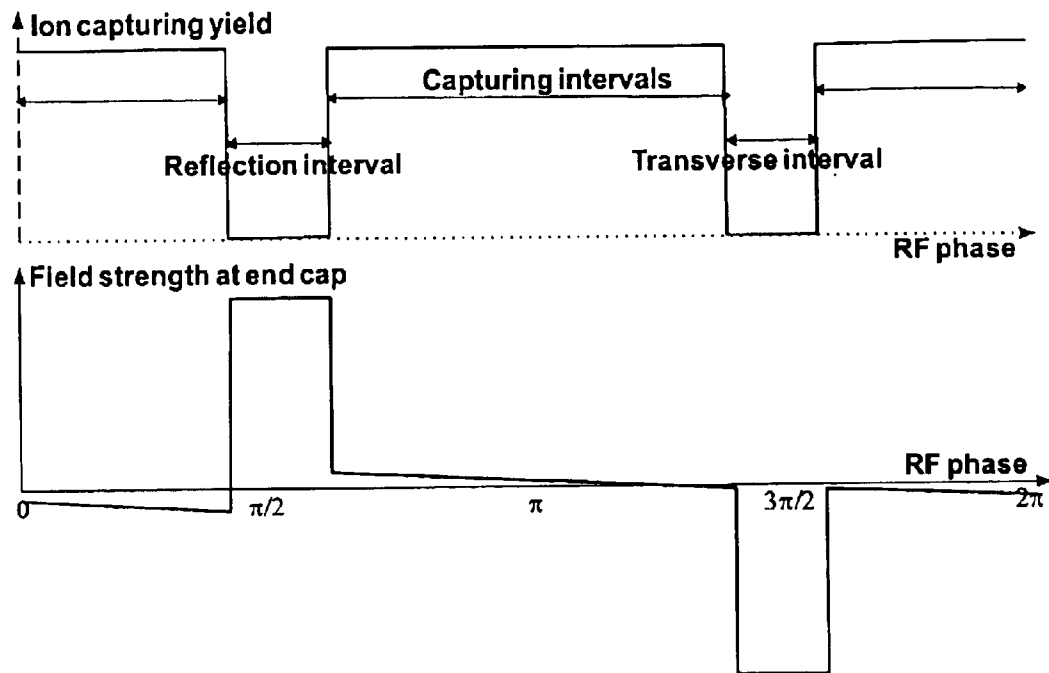 Ion capturing yield
Capturing intervals
Reflection interval
Transverse interval
RF phase
Field strength at end cap
RF phase
0
π/2
π
3π/2
2π